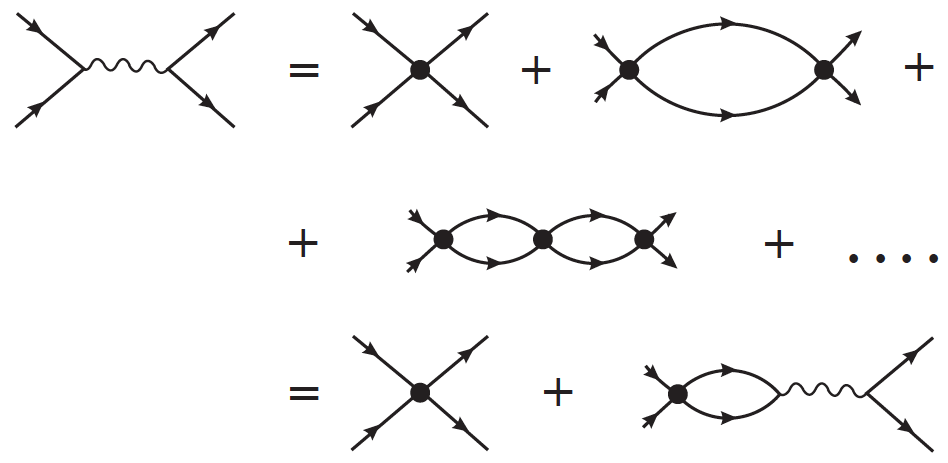 = + +
+ + ....
= +